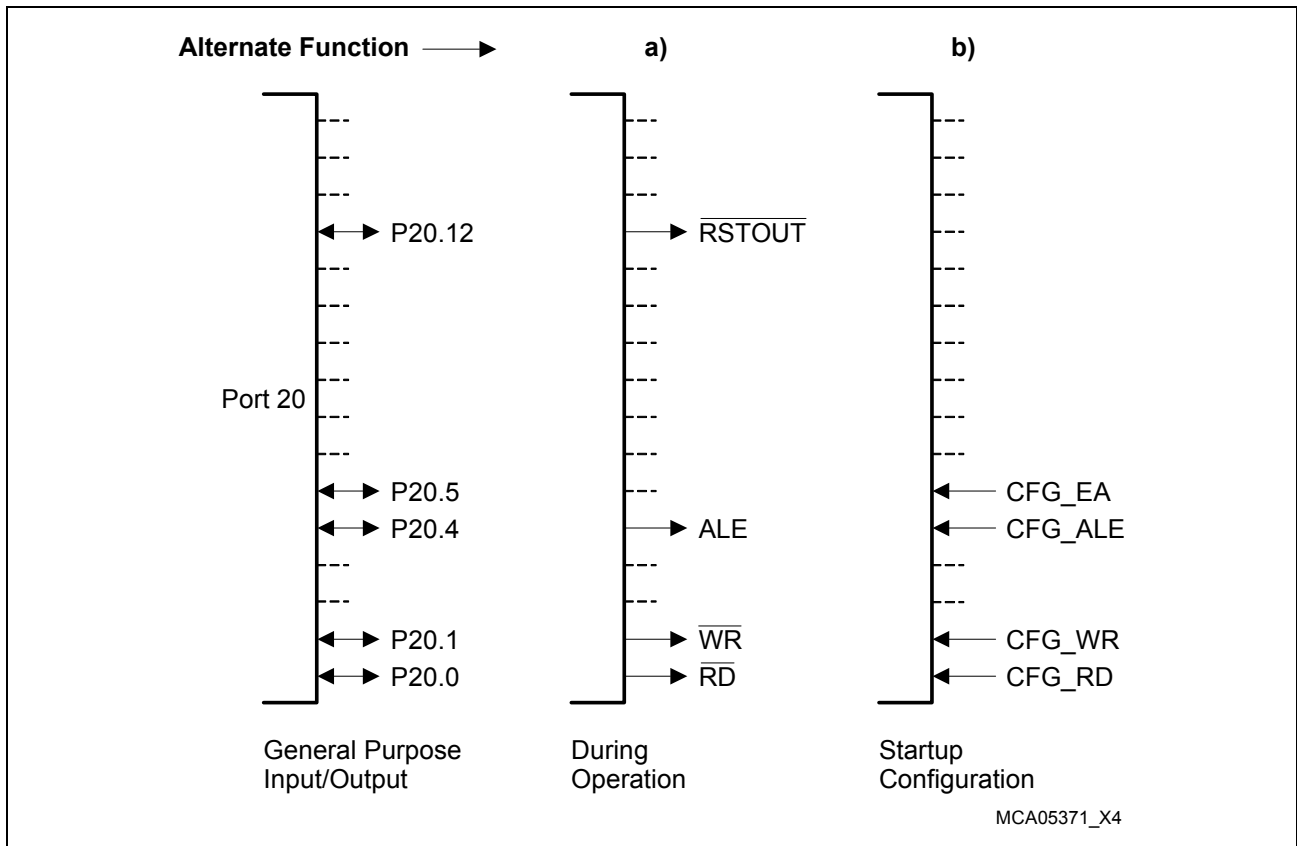 Alternate Function a) b)
P20.12 RSTOUT
Port 20
P20.5 CFG_EA
P20.4 ALE CFG_ALE
P20.1 WR CFG_WR
P20.0 RD CFG_RD
General Purpose During Startup
Input/Output Operation Configuration
MCA05371_X4